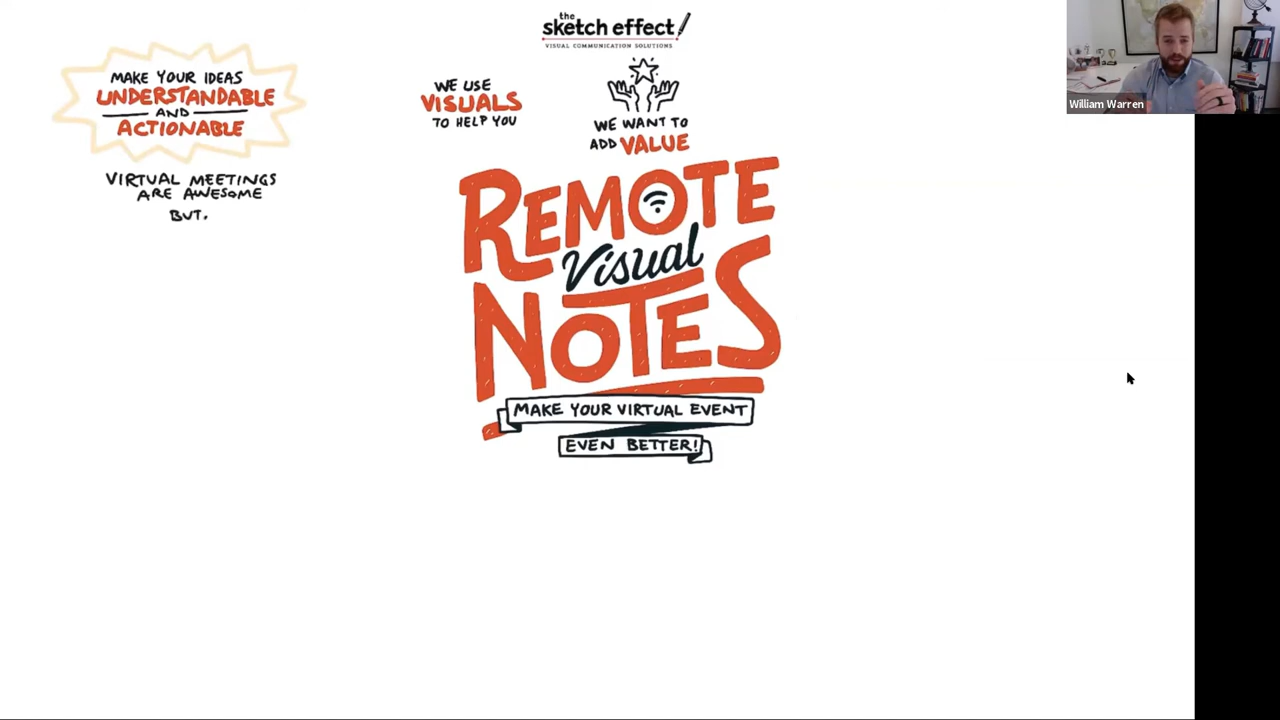 the
sketch effect
VISUAL COMMUNICATION SOLUTIONS
MAKE YOUR IDEAS
UNDERSTANDABLE
AND
ACTIONABLE
VIRTUAL MEETINGS
ARE AWESOME
BUT.
WE USE
VISUALS
TO HELP YOU
WE WANT TO
ADD VALUE
REMOTE
Visual
NOTES
MAKE YOUR VIRTUAL EVENT
EVEN BETTER!
William Warren